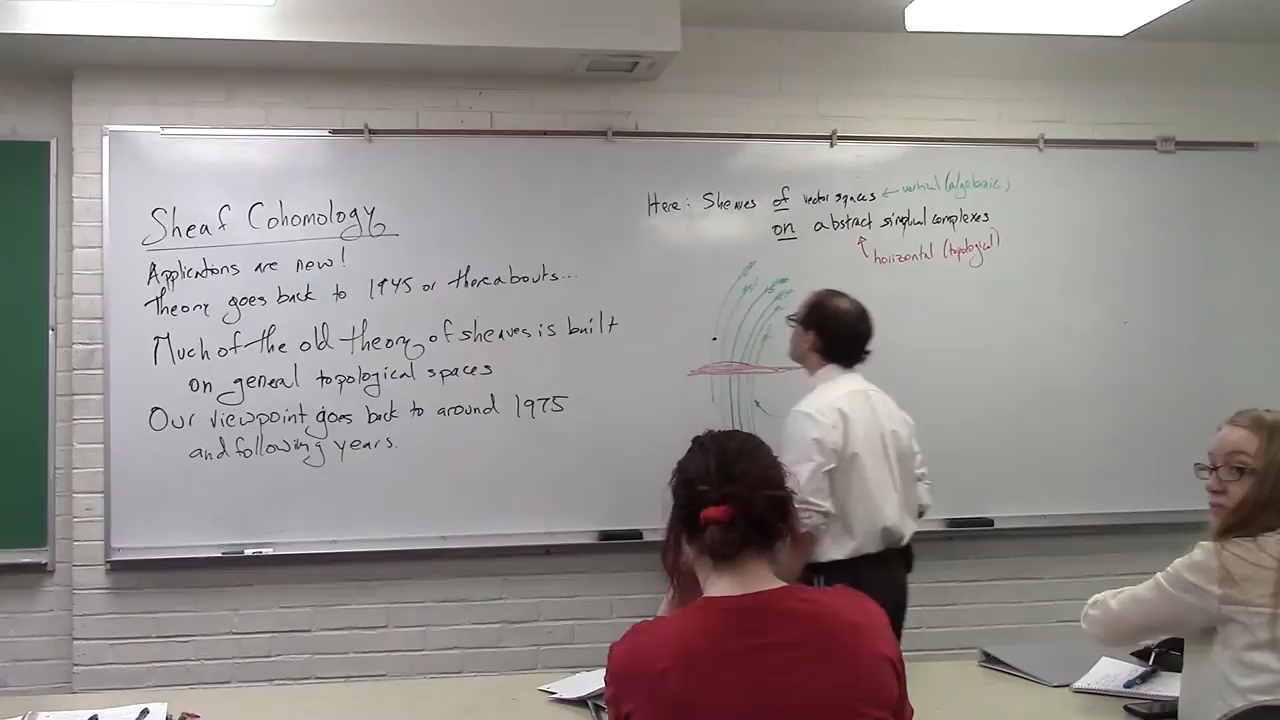 Sheaf Cohomology
Applications are new!
Theory goes back to 1945 or thereabouts...
Much of the old theory of sheaves is built
on general topological spaces
Our viewpoint goes back to around 1975
and following years.
Here: Sheaves of vector spaces ← vertical (algebraic)
on abstract simplicial complexes
horizontal (topological)